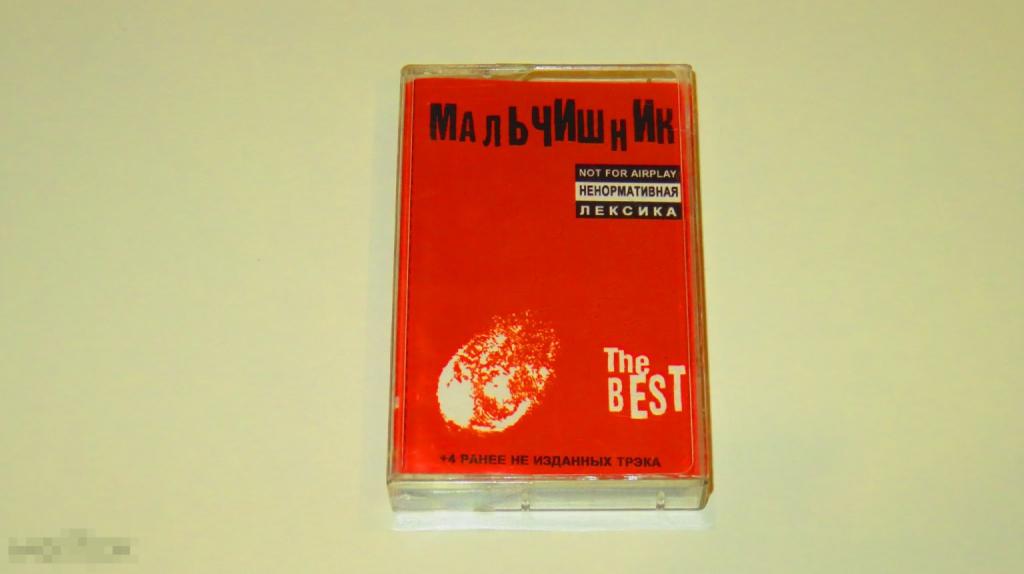 МАЛЬЧИШНИК
NOT FOR AIRPLAY
НЕНОРМАТИВНАЯ
ЛЕКСИКА
The
BEST
+4 РАНЕЕ НЕ ИЗДАННЫХ ТРЭКА